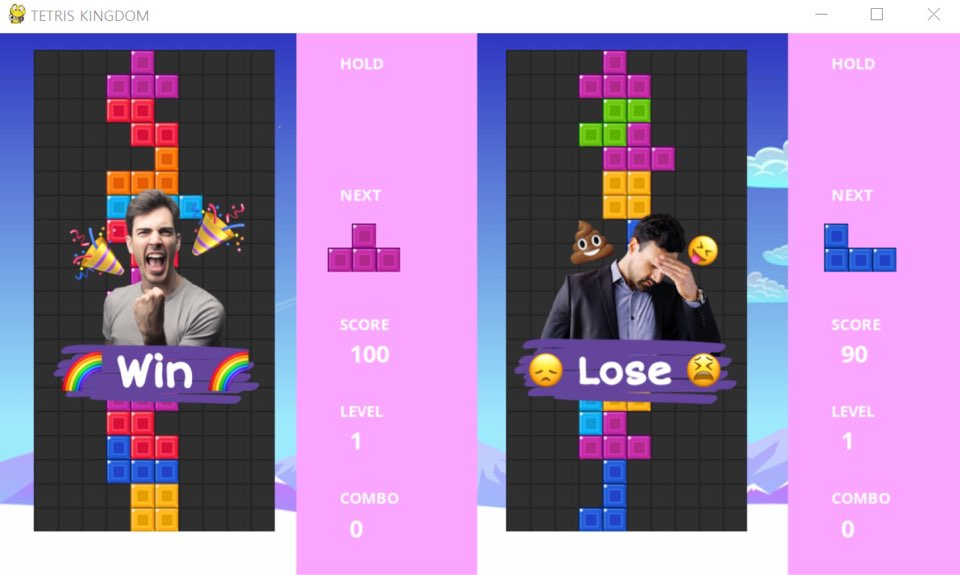 TETRIS KINGDOM
HOLD
NEXT
SCORE
100
LEVEL
1
COMBO
0
Win
HOLD
NEXT
SCORE
90
LEVEL
1
COMBO
0
Lose